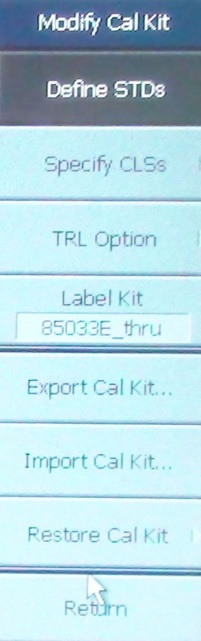 Modify Cal Kit
Define STDs
Specify CLSs
TRL Option
Label Kit
85033E_thru
Export Cal Kit...
Import Cal Kit...
Restore Cal Kit
Return